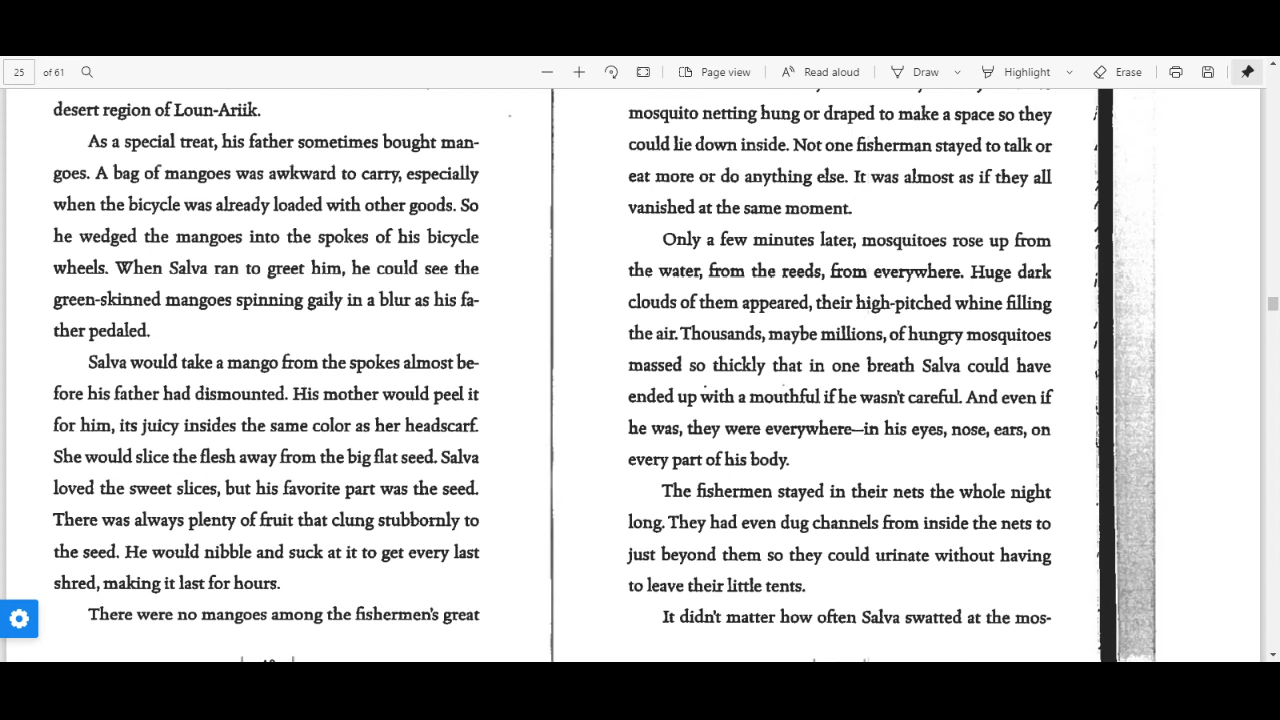 25 of 61 Page view Read aloud Draw Highlight Erase
desert region of Loun-Ariik.
As a special treat, his father sometimes bought man-
goes. A bag of mangoes was awkward to carry, especially
when the bicycle was already loaded with other goods. So
he wedged the mangoes into the spokes of his bicycle
wheels. When Salva ran to greet him, he could see the
green-skinned mangoes spinning gaily in a blur as his fa-
ther pedaled.
Salva would take a mango from the spokes almost be-
fore his father had dismounted. His mother would peel it
for him, its juicy insides the same color as her headscarf.
She would slice the flesh away from the big flat seed. Salva
loved the sweet slices, but his favorite part was the seed.
There was always plenty of fruit that clung stubbornly to
the seed. He would nibble and suck at it to get every last
shred, making it last for hours.
There were no mangoes among the fishermen's great
mosquito netting hung or draped to make a space so they
could lie down inside. Not one fisherman stayed to talk or
eat more or do anything else. It was almost as if they all
vanished at the same moment.
Only a few minutes later, mosquitoes rose up from
the water, from the reeds, from everywhere. Huge dark
clouds of them appeared, their high-pitched whine filling
the air. Thousands, maybe millions, of hungry mosquitoes
massed so thickly that in one breath Salva could have
ended up with a mouthful if he wasn't careful. And even if
he was, they were everywhere—in his eyes, nose, ears, on
every part of his body.
The fishermen stayed in their nets the whole night
long. They had even dug channels from inside the nets to
just beyond them so they could urinate without having
to leave their little tents.
It didn't matter how often Salva swatted at the mos-